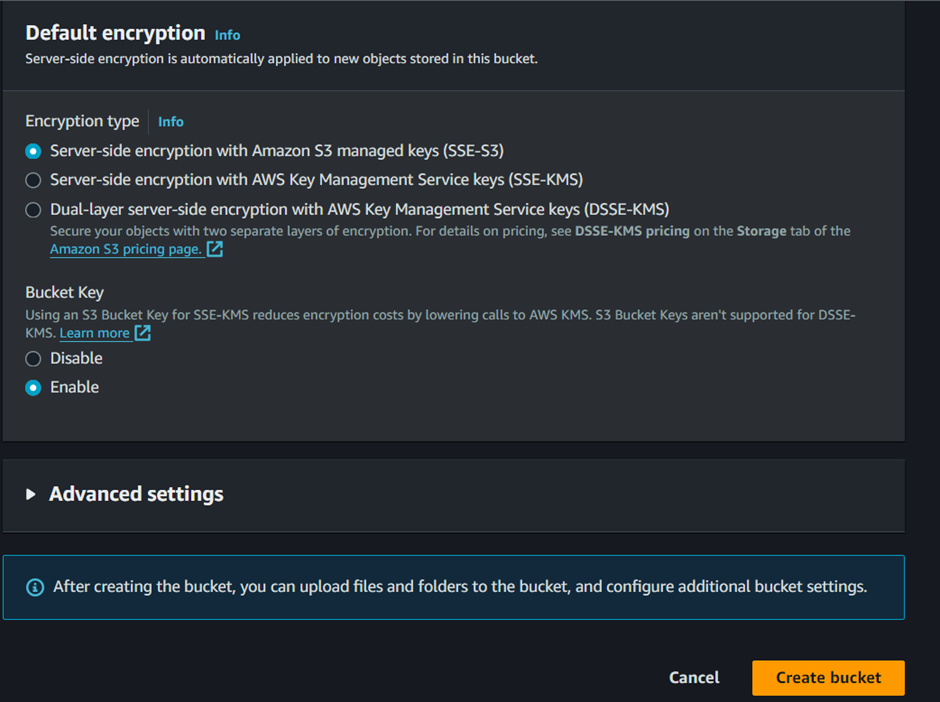 Default encryption Info
Server-side encryption is automatically applied to new objects stored in this bucket.
Encryption type Info
Server-side encryption with Amazon S3 managed keys (SSE-S3)
Server-side encryption with AWS Key Management Service keys (SSE-KMS)
Dual-layer server-side encryption with AWS Key Management Service keys (DSSE-KMS)
Secure your objects with two separate layers of encryption. For details on pricing, see DSSE-KMS pricing on the Storage tab of the
Amazon S3 pricing page.
Bucket Key
Using an S3 Bucket Key for SSE-KMS reduces encryption costs by lowering calls to AWS KMS. S3 Bucket Keys aren't supported for DSSE-
KMS. Learn more
Disable
Enable
Advanced settings
After creating the bucket, you can upload files and folders to the bucket, and configure additional bucket settings.
Cancel Create bucket